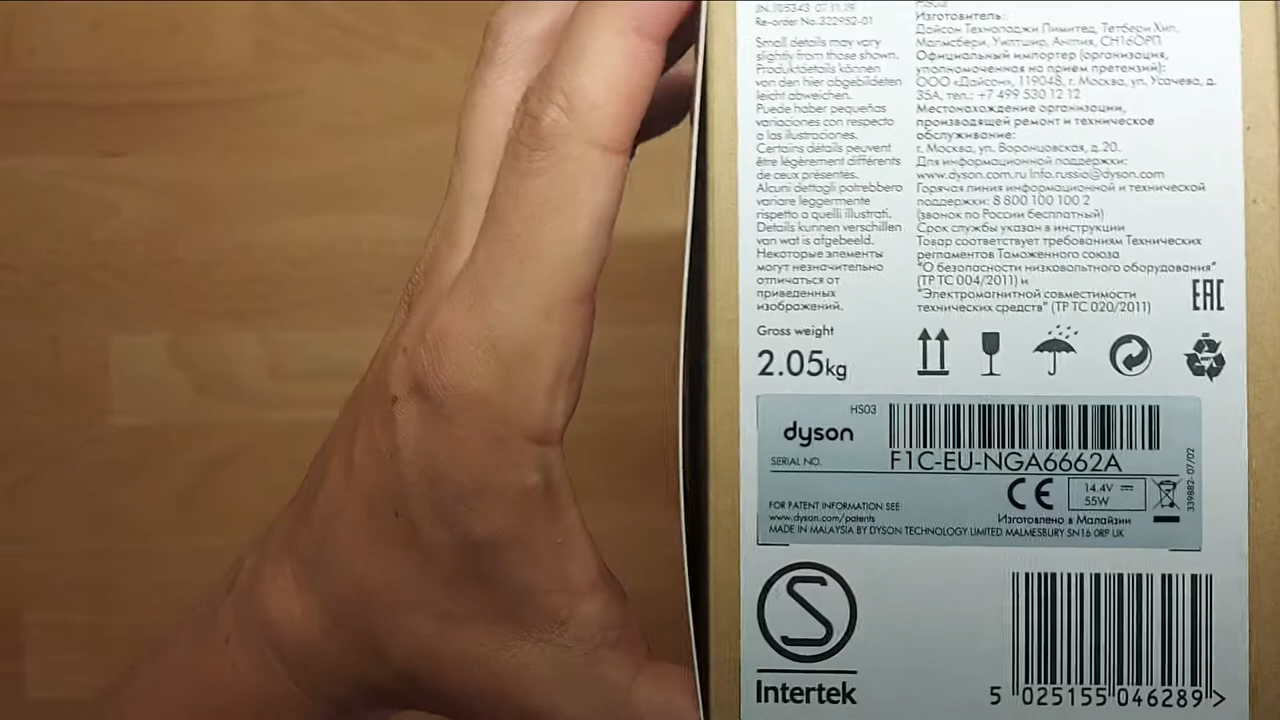 JN.105343 07.11.19
Re-order No.322952-01
Small details may vary
slightly from those shown.
Produktdetails können
von den hier abgebildeten
leicht abweichen.
Puede haber pequeñas
variaciones con respecto
a las ilustraciones.
Certains détails peuvent
être légèrement différents
de ceux présentés.
Alcuni dettagli potrebbero
variare leggermente
rispetto a quelli illustrati.
Details kunnen verschillen
van wat is afgebeeld.
Некоторые элементы
могут незначительно
отличаться от
приведенных
изображений.
Gross weight
2.05kg
Изготовитель:
Дайсон Технолоджи Лимитед, Тетбери Хил,
Малмсбери, Уилтшир, Англия, СН16ОРП
Официальный импортер (организация,
уполномоченная на прием претензий):
ООО «Дайсон», 119048, г. Москва, ул. Усачева, д.
35А, тел.: +7 499 530 12 12
Местонахождение организации,
производящей ремонт и техническое
обслуживание:
г. Москва, ул. Воронцовская, д.20.
Для информационной поддержки:
www.dyson.com.ru Info.russia@dyson.com
Горячая линия информационной и технической
поддержки: 8 800 100 100 2
(звонок по России бесплатный)
Срок службы указан в инструкции
Товар соответствует требованиям Технических
регламентов Таможенного союза
"О безопасности низковольтного оборудования"
(ТР ТС 004/2011) и
"Электромагнитной совместимости
технических средств" (ТР ТС 020/2011)
EAC
HS03
dyson
SERIAL NO.
F1C-EU-NGA6662A
CE
14.4V
55W
339882- 07/02
FOR PATENT INFORMATION SEE
www.dyson.com/patents
Изготовлено в Малайзии
MADE IN MALAYSIA BY DYSON TECHNOLOGY LIMITED MALMESBURY SN16 0RP UK
S
Intertek
5 025155 046289 >